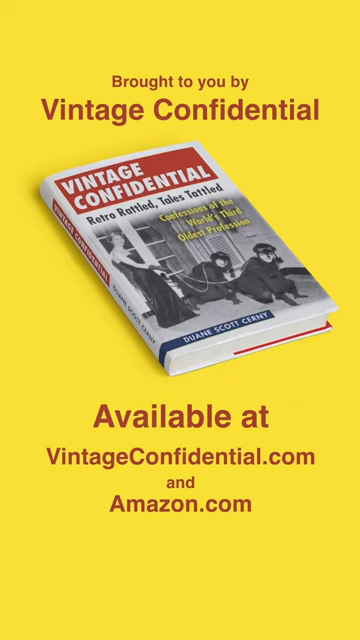 Brought to you by
Vintage Confidential
VINTAGE
CONFIDENTIAL
Retro Rattled, Tales Tattled
Confessions of the
World's Third
Oldest Profession
VINTAGE CONFIDENTIAL
DUANE SCOTT CERNY
DUANE SCOTT CERNY
Available at
VintageConfidential.com
and
Amazon.com